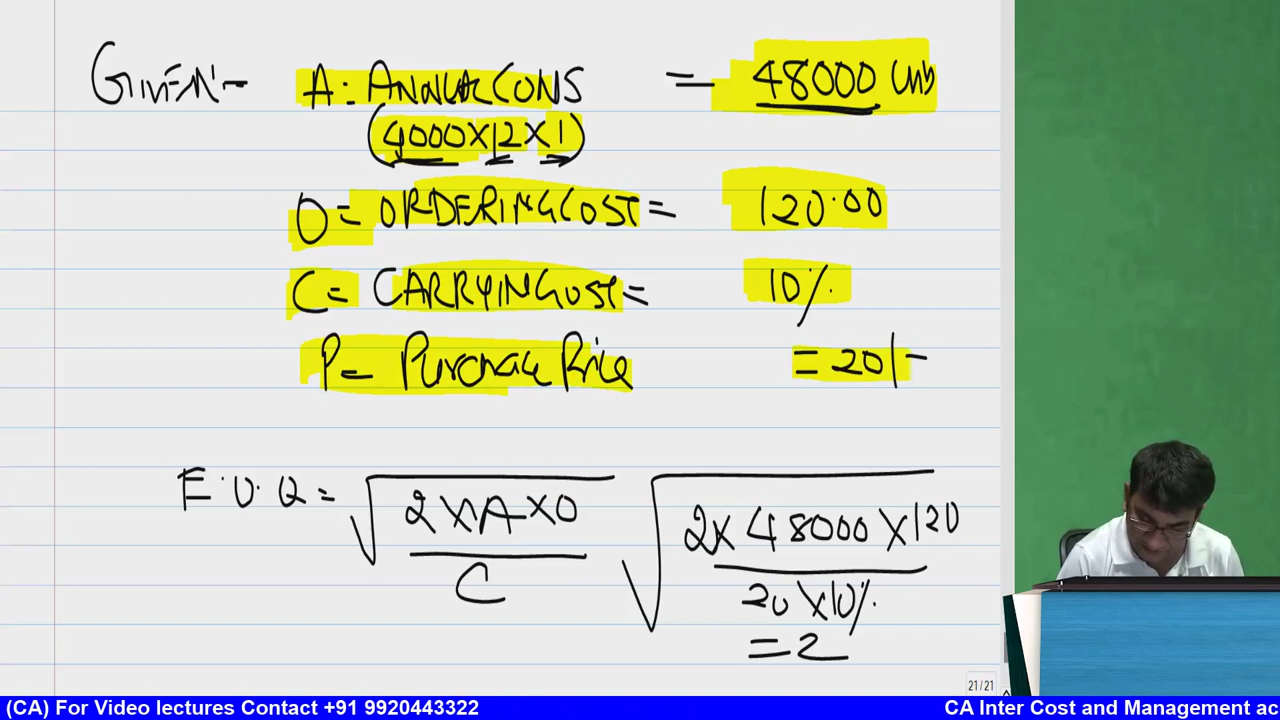 GIVEN- A: ANNUAL CONS = 48000 Units
(4000X12X1)
O = ORDERING COST = 120.00
C = CARRYING COST = 10%
P = Purchase Price = 20/-
E.O.Q = √ 2XAXO / C √ 2X48000X120 / 20X10%
= 2
21/21
(CA) For Video lectures Contact +91 9920443322
CA Inter Cost and Management ac